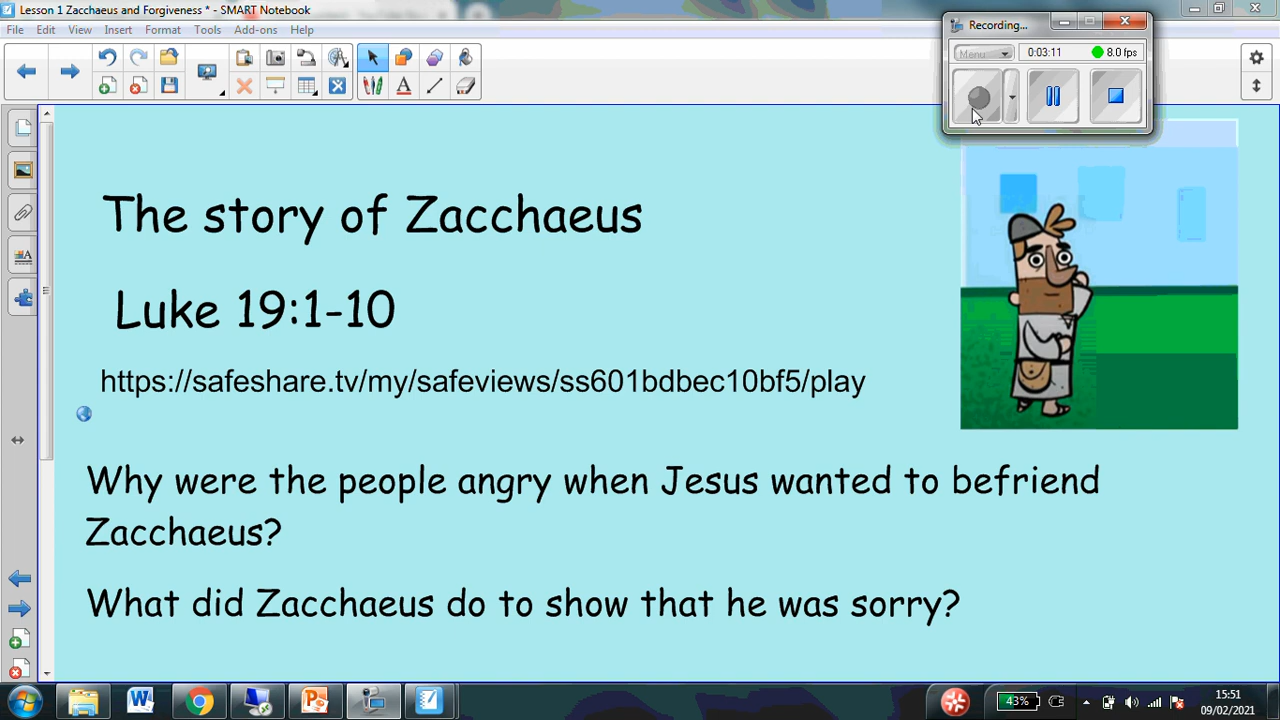 Lesson 1 Zacchaeus and Forgiveness * - SMART Notebook
File Edit View Insert Format Tools Add-ons Help
Recording...
Menu 0:03:11 8.0 fps
The story of Zacchaeus
Luke 19:1-10
https://safeshare.tv/my/safeviews/ss601bdbec10bf5/play
Why were the people angry when Jesus wanted to befriend
Zacchaeus?
What did Zacchaeus do to show that he was sorry?
43%
15:51
09/02/2021